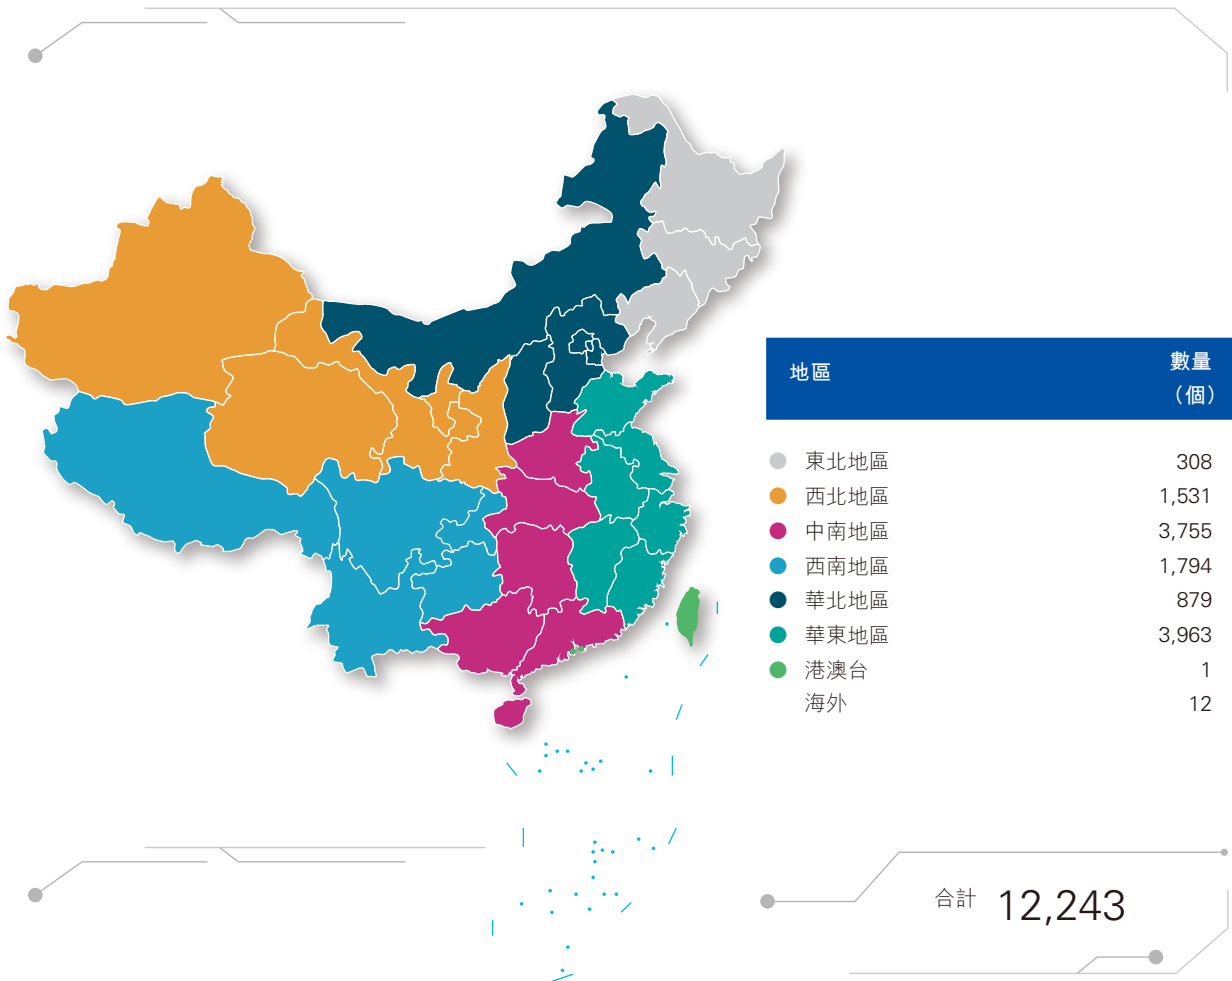 地區 數量
（個）
東北地區 308
西北地區 1,531
中南地區 3,755
西南地區 1,794
華北地區 879
華東地區 3,963
港澳台 1
海外 12
合計 12,243